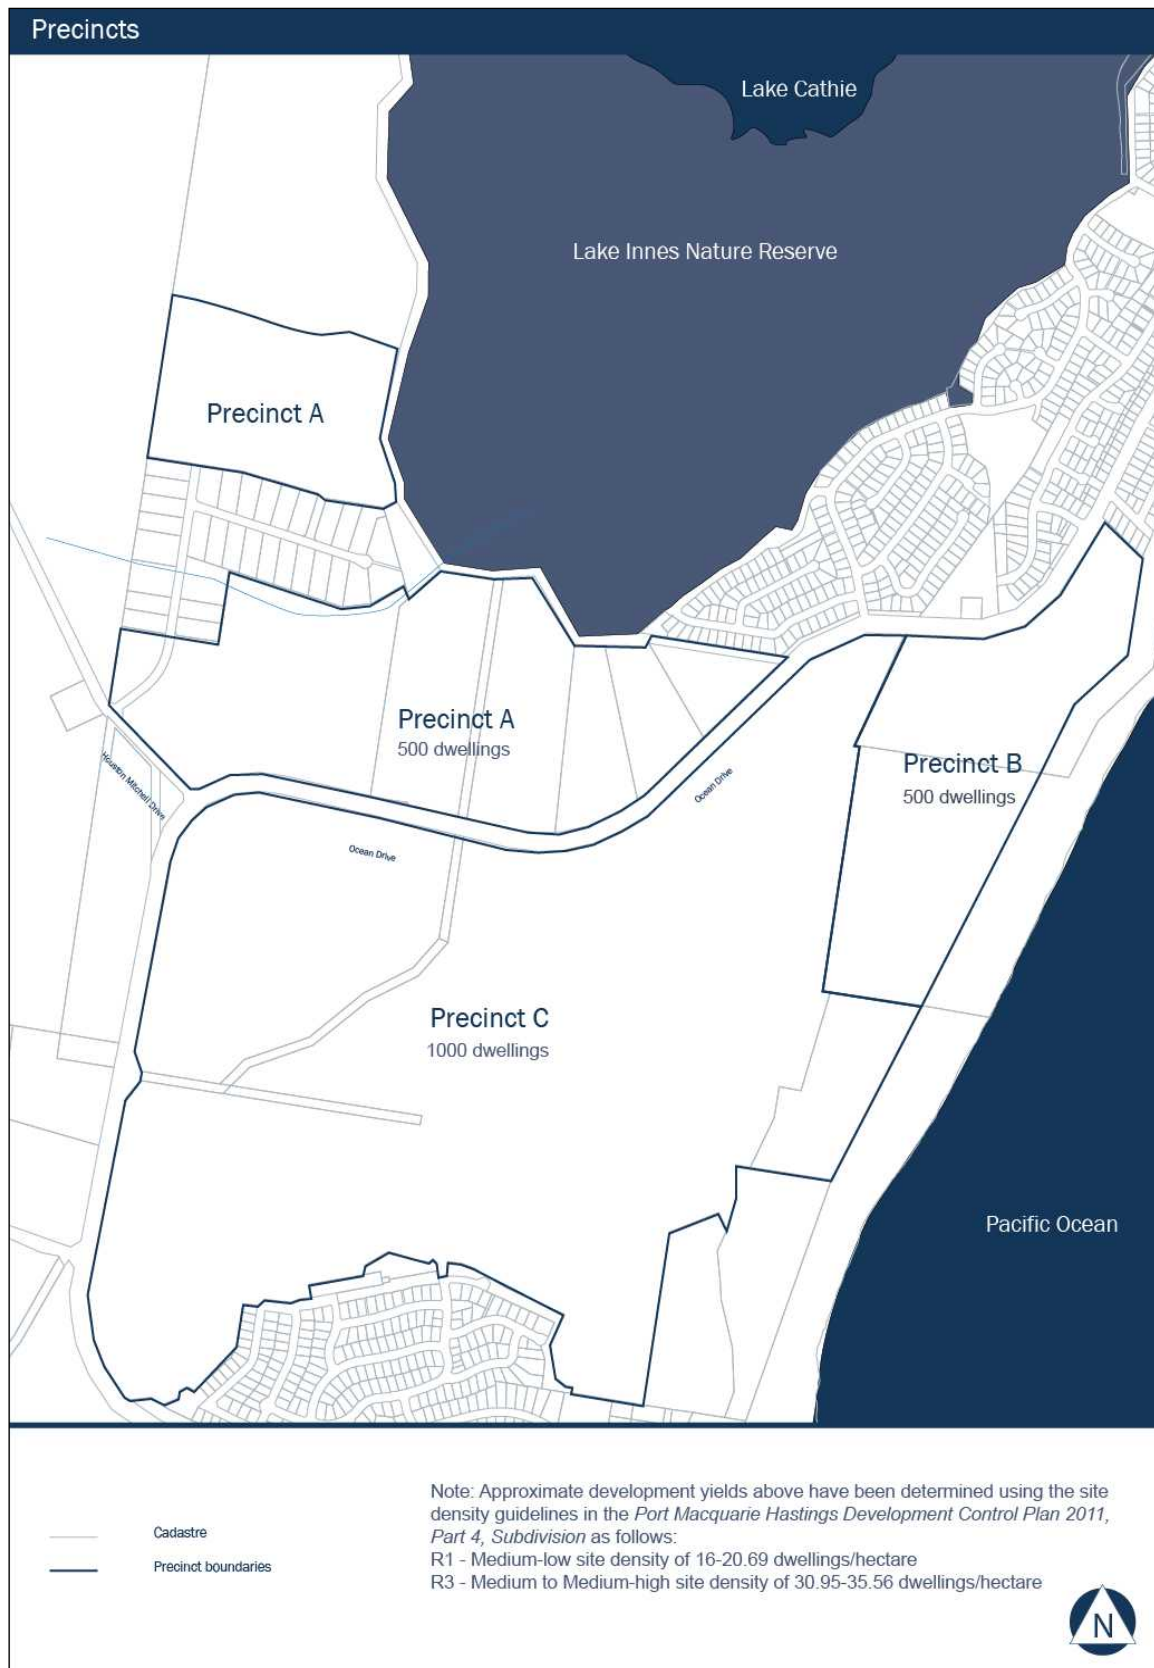 Precincts
Lake Cathie
Lake Innes Nature Reserve
Precinct A
Precinct A
500 dwellings
Precinct B
500 dwellings
Houston Mitchell Drive
Ocean Drive
Ocean Drive
Precinct C
1000 dwellings
Pacific Ocean
Cadastre
Precinct boundaries
Note: Approximate development yields above have been determined using the site
density guidelines in the Port Macquarie Hastings Development Control Plan 2011,
Part 4, Subdivision as follows:
R1 - Medium-low site density of 16-20.69 dwellings/hectare
R3 - Medium to Medium-high site density of 30.95-35.56 dwellings/hectare
N